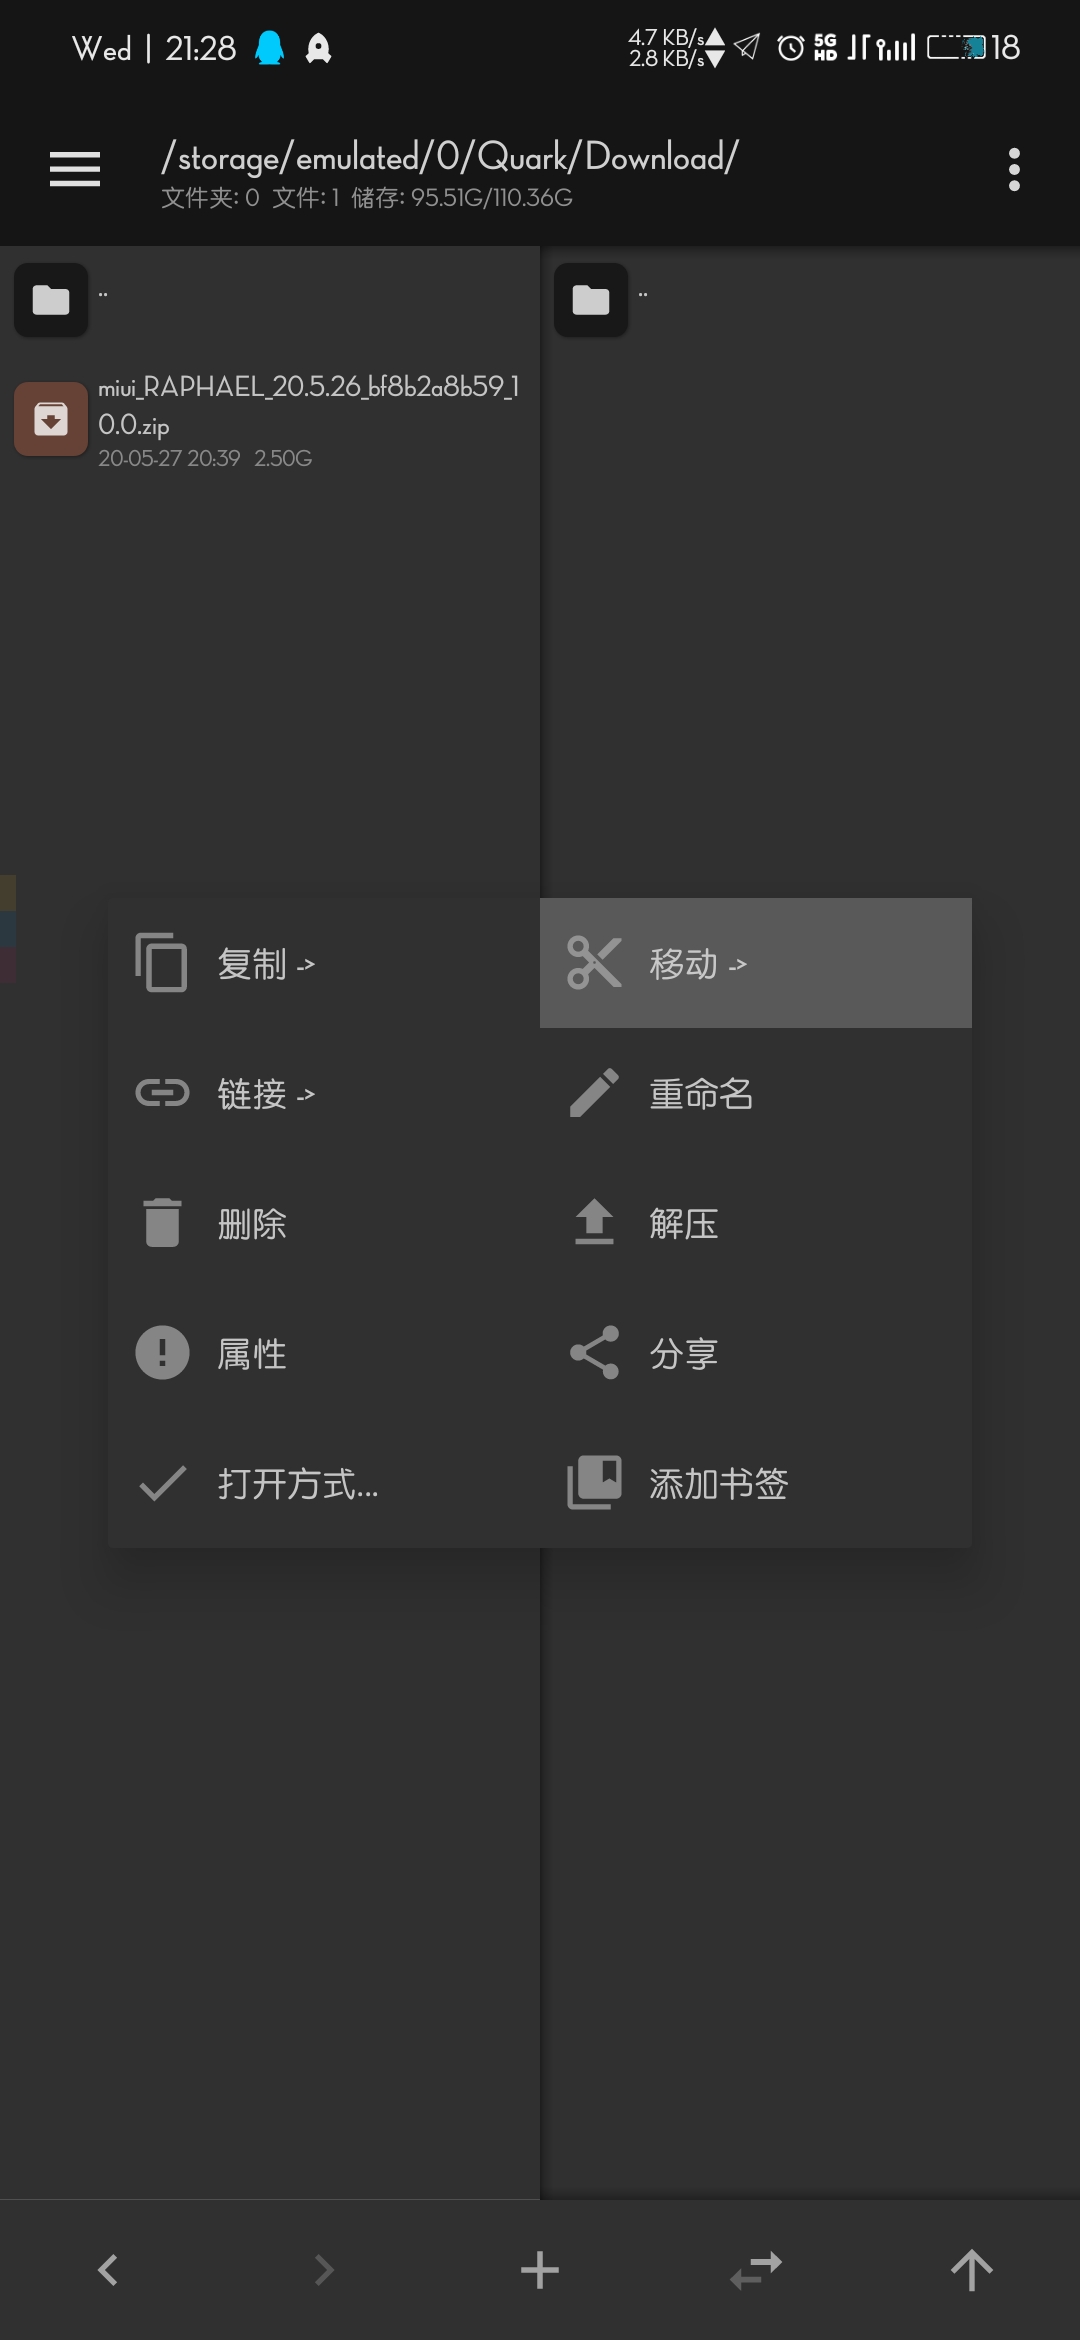 Wed | 21:28
4.7 KB/s
2.8 KB/s
5G
HD
18
/storage/emulated/0/Quark/Download/
文件夹: 0 文件: 1 储存: 95.51G/110.36G
..
..
miui_RAPHAEL_20.5.26_bf8b2a8b59_1
0.0.zip
20-05-27 20:39 2.50G
复制 ->
移动 ->
链接 ->
重命名
删除
解压
属性
分享
打开方式...
添加书签